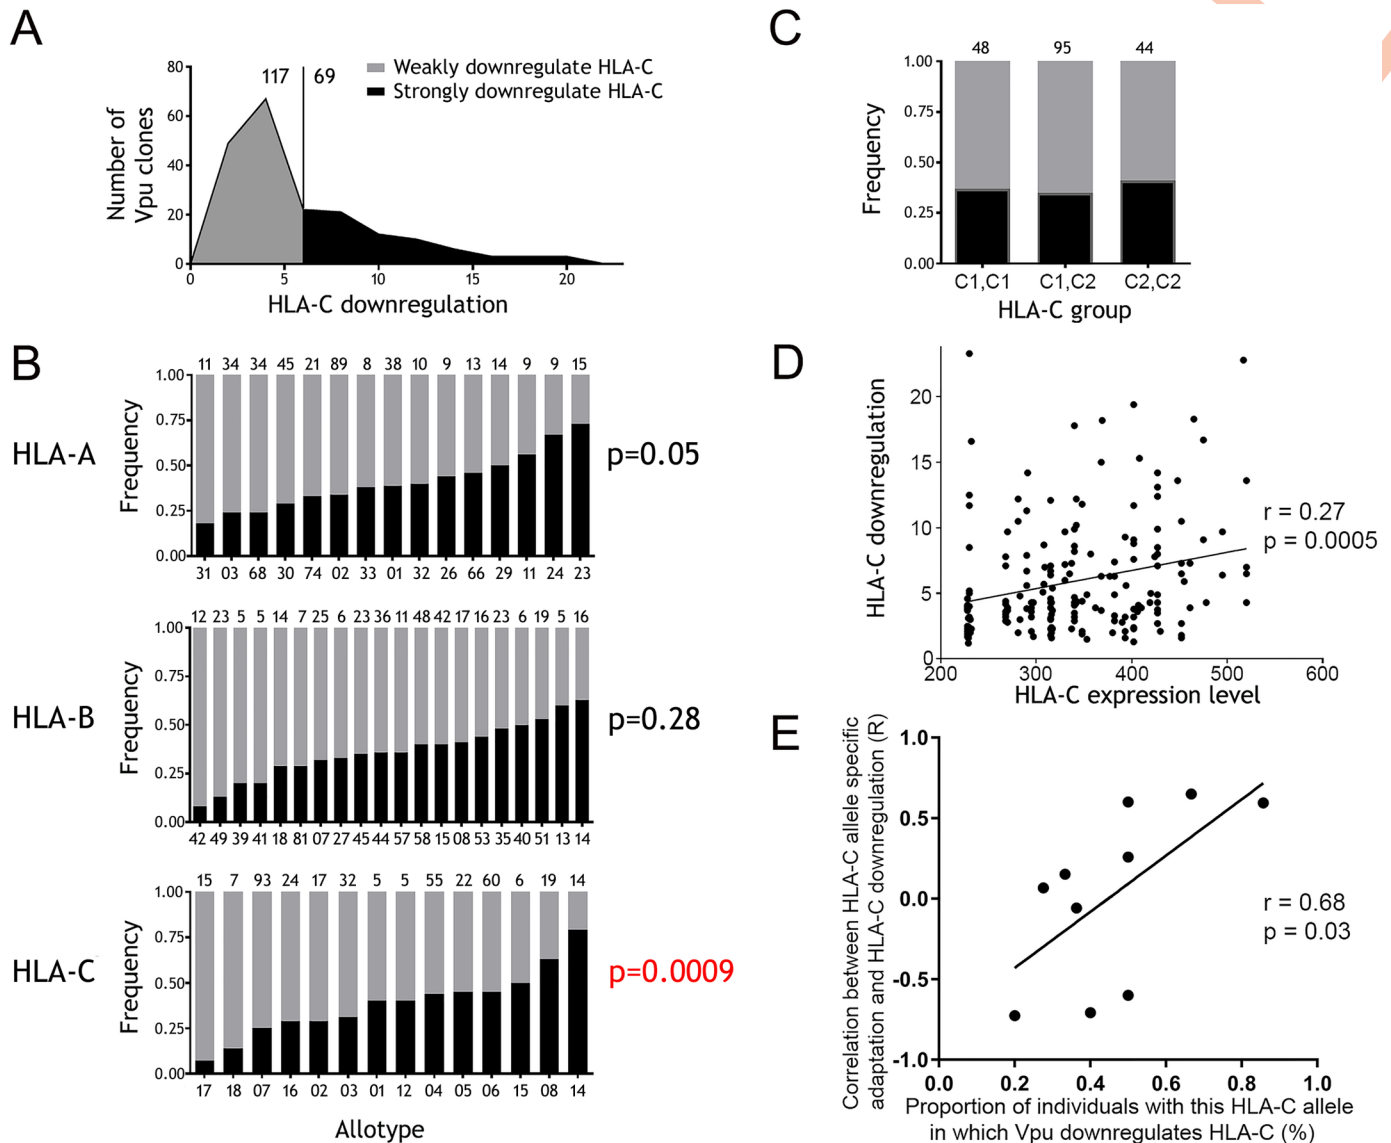 A
Number of
Vpu clones
80
60
40
20
0
117 69
Weakly downregulate HLA-C
Strongly downregulate HLA-C
0 5 10 15 20
HLA-C downregulation
B
HLA-A
Frequency
11 34 34 45 21 89 8 38 10 9 13 14 9 9 15
1.00
0.75
0.50
0.25
0.00
31 03 68 30 74 02 33 01 32 26 66 29 11 24 23
p=0.05
HLA-B
Frequency
12 23 5 5 14 7 25 6 23 36 11 48 42 17 16 23 6 19 5 16
1.00
0.75
0.50
0.25
0.00
42 49 39 41 18 81 07 27 45 44 57 58 15 08 53 35 40 51 13 14
p=0.28
HLA-C
Frequency
15 7 93 24 17 32 5 5 55 22 60 6 19 14
1.00
0.75
0.50
0.25
0.00
17 18 07 16 02 03 01 12 04 05 06 15 08 14
p=0.0009
Allotype
C
Frequency
48 95 44
1.00
0.75
0.50
0.25
0.00
C1,C1 C1,C2 C2,C2
HLA-C group
D
HLA-C downregulation
20
15
10
5
0
200 300 400 500 600
HLA-C expression level
r = 0.27
p = 0.0005
E
Correlation between HLA-C allele specific
adaptation and HLA-C downregulation (R)
1.0
0.5
0.0
-0.5
-1.0
0.0 0.2 0.4 0.6 0.8 1.0
r = 0.68
p = 0.03
Proportion of individuals with this HLA-C allele
in which Vpu downregulates HLA-C (%)